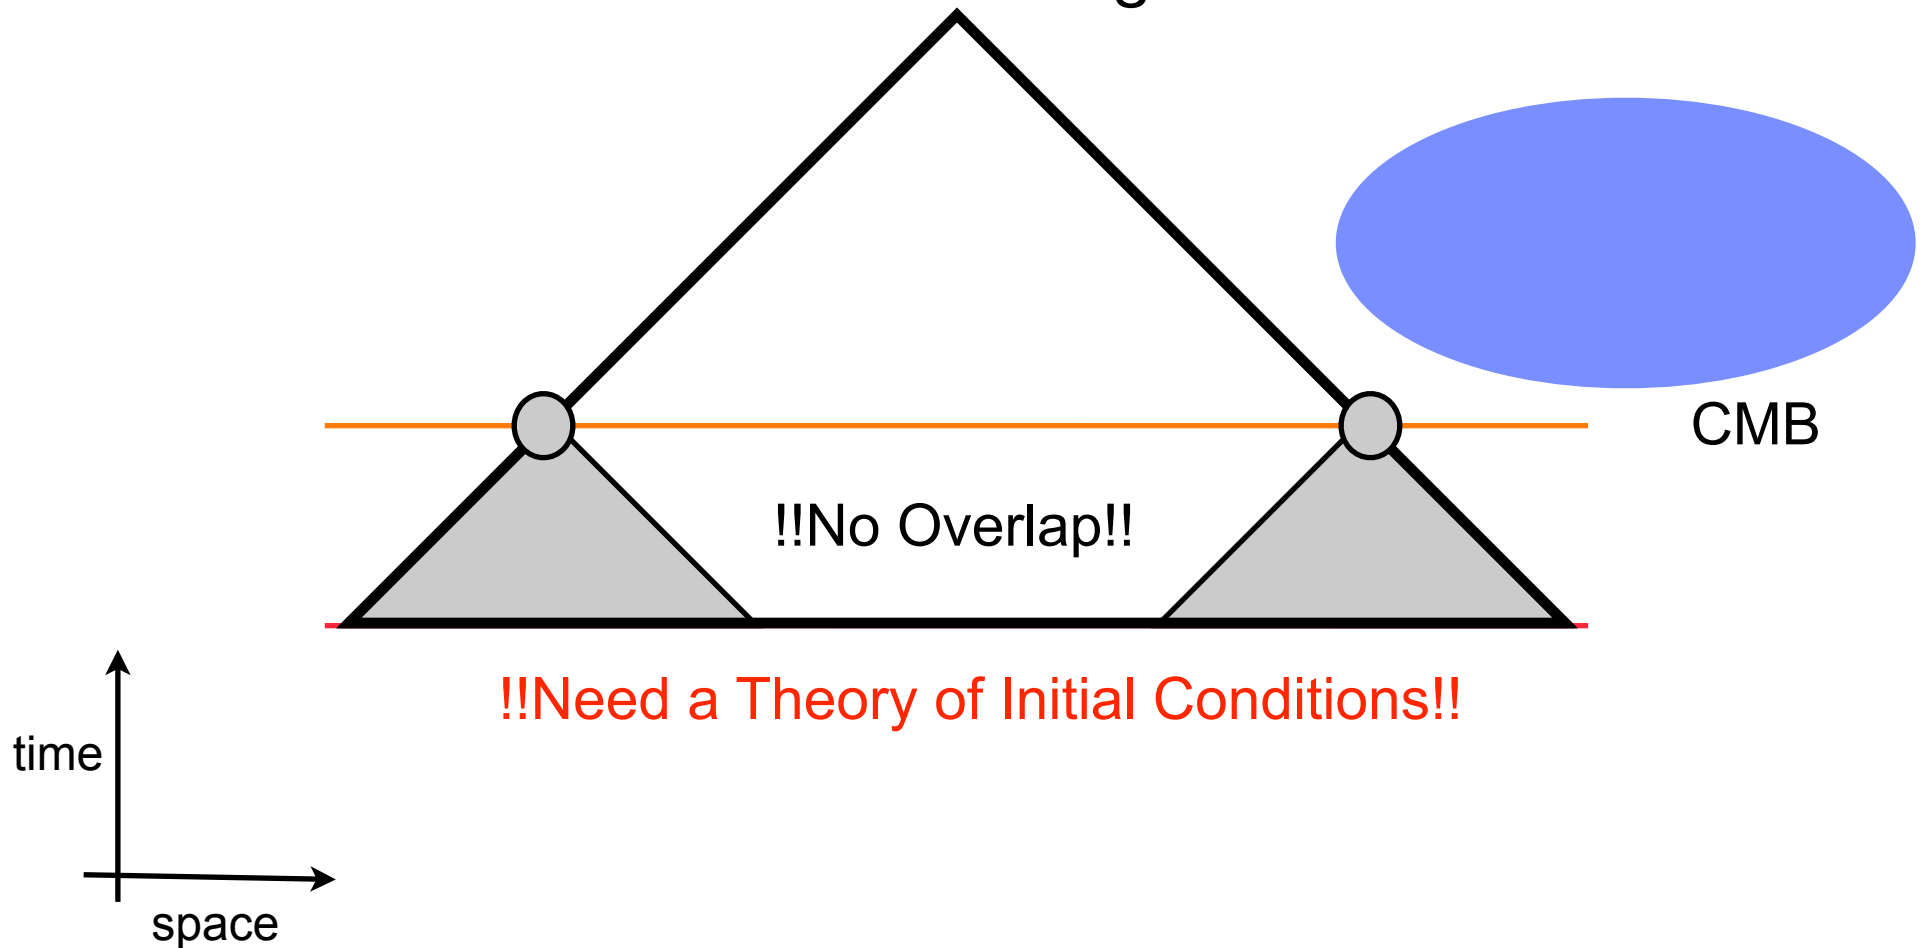 CMB
!!No Overlap!!
!!Need a Theory of Initial Conditions!!
time
space